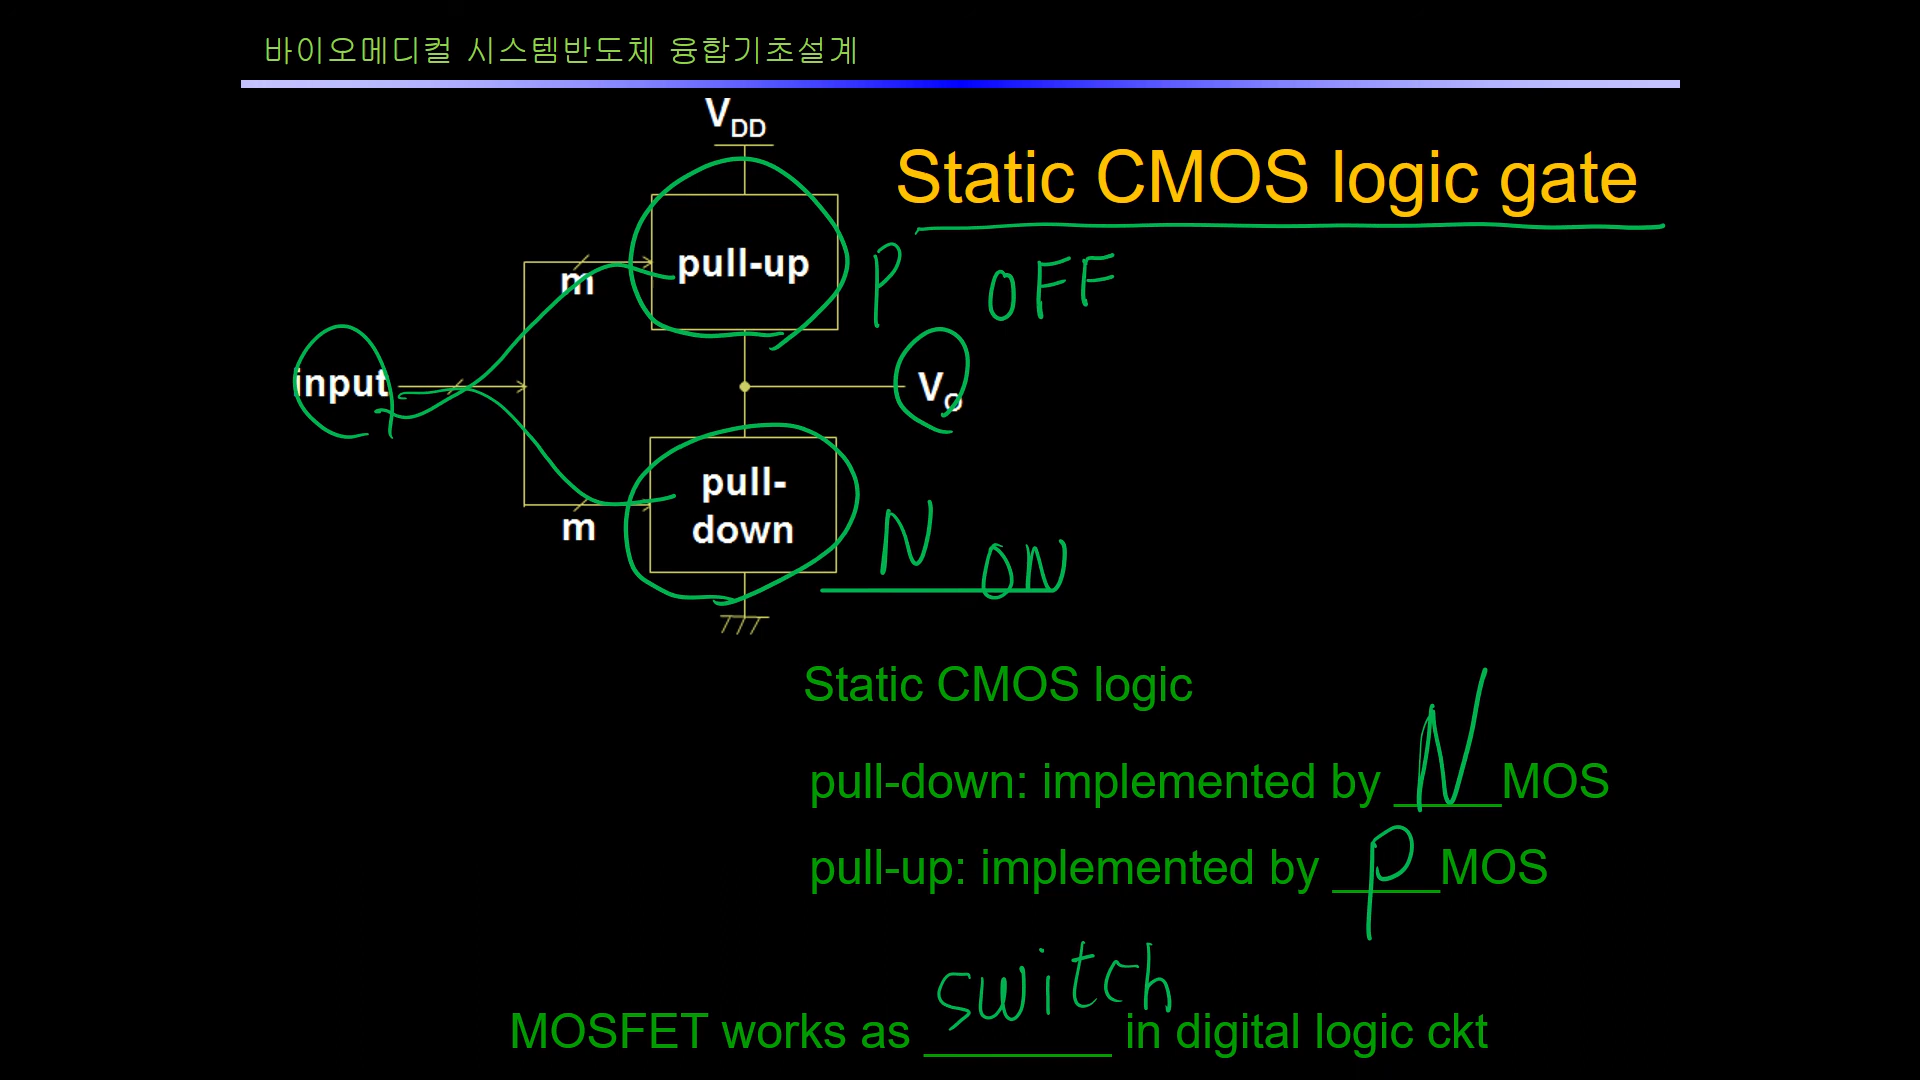 바이오메디컬 시스템반도체 융합기초설계
V_DD
Static CMOS logic gate
pull-up
P OFF
m
input
V_O
pull-
down
N ON
m
Static CMOS logic
pull-down: implemented by N MOS
pull-up: implemented by P MOS
MOSFET works as switch in digital logic ckt